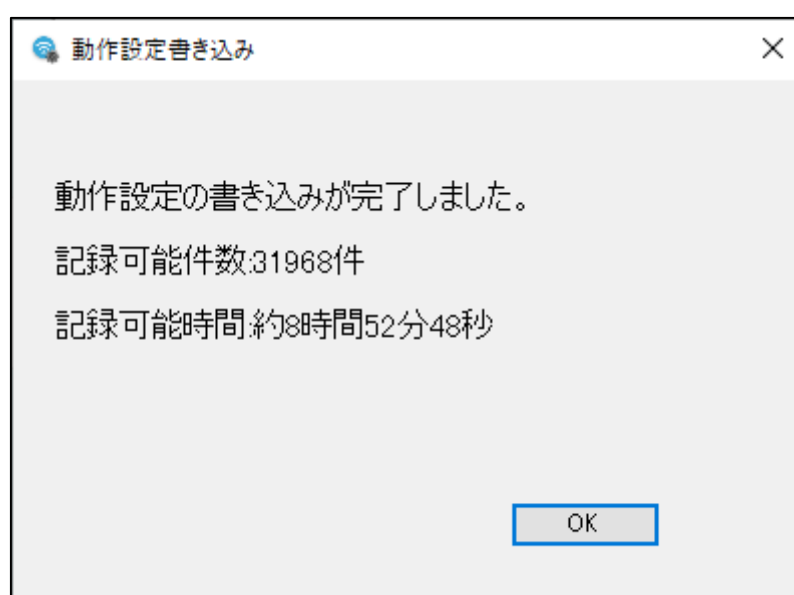 動作設定書き込み
動作設定の書き込みが完了しました。
記録可能件数:31968件
記録可能時間:約8時間52分48秒
OK